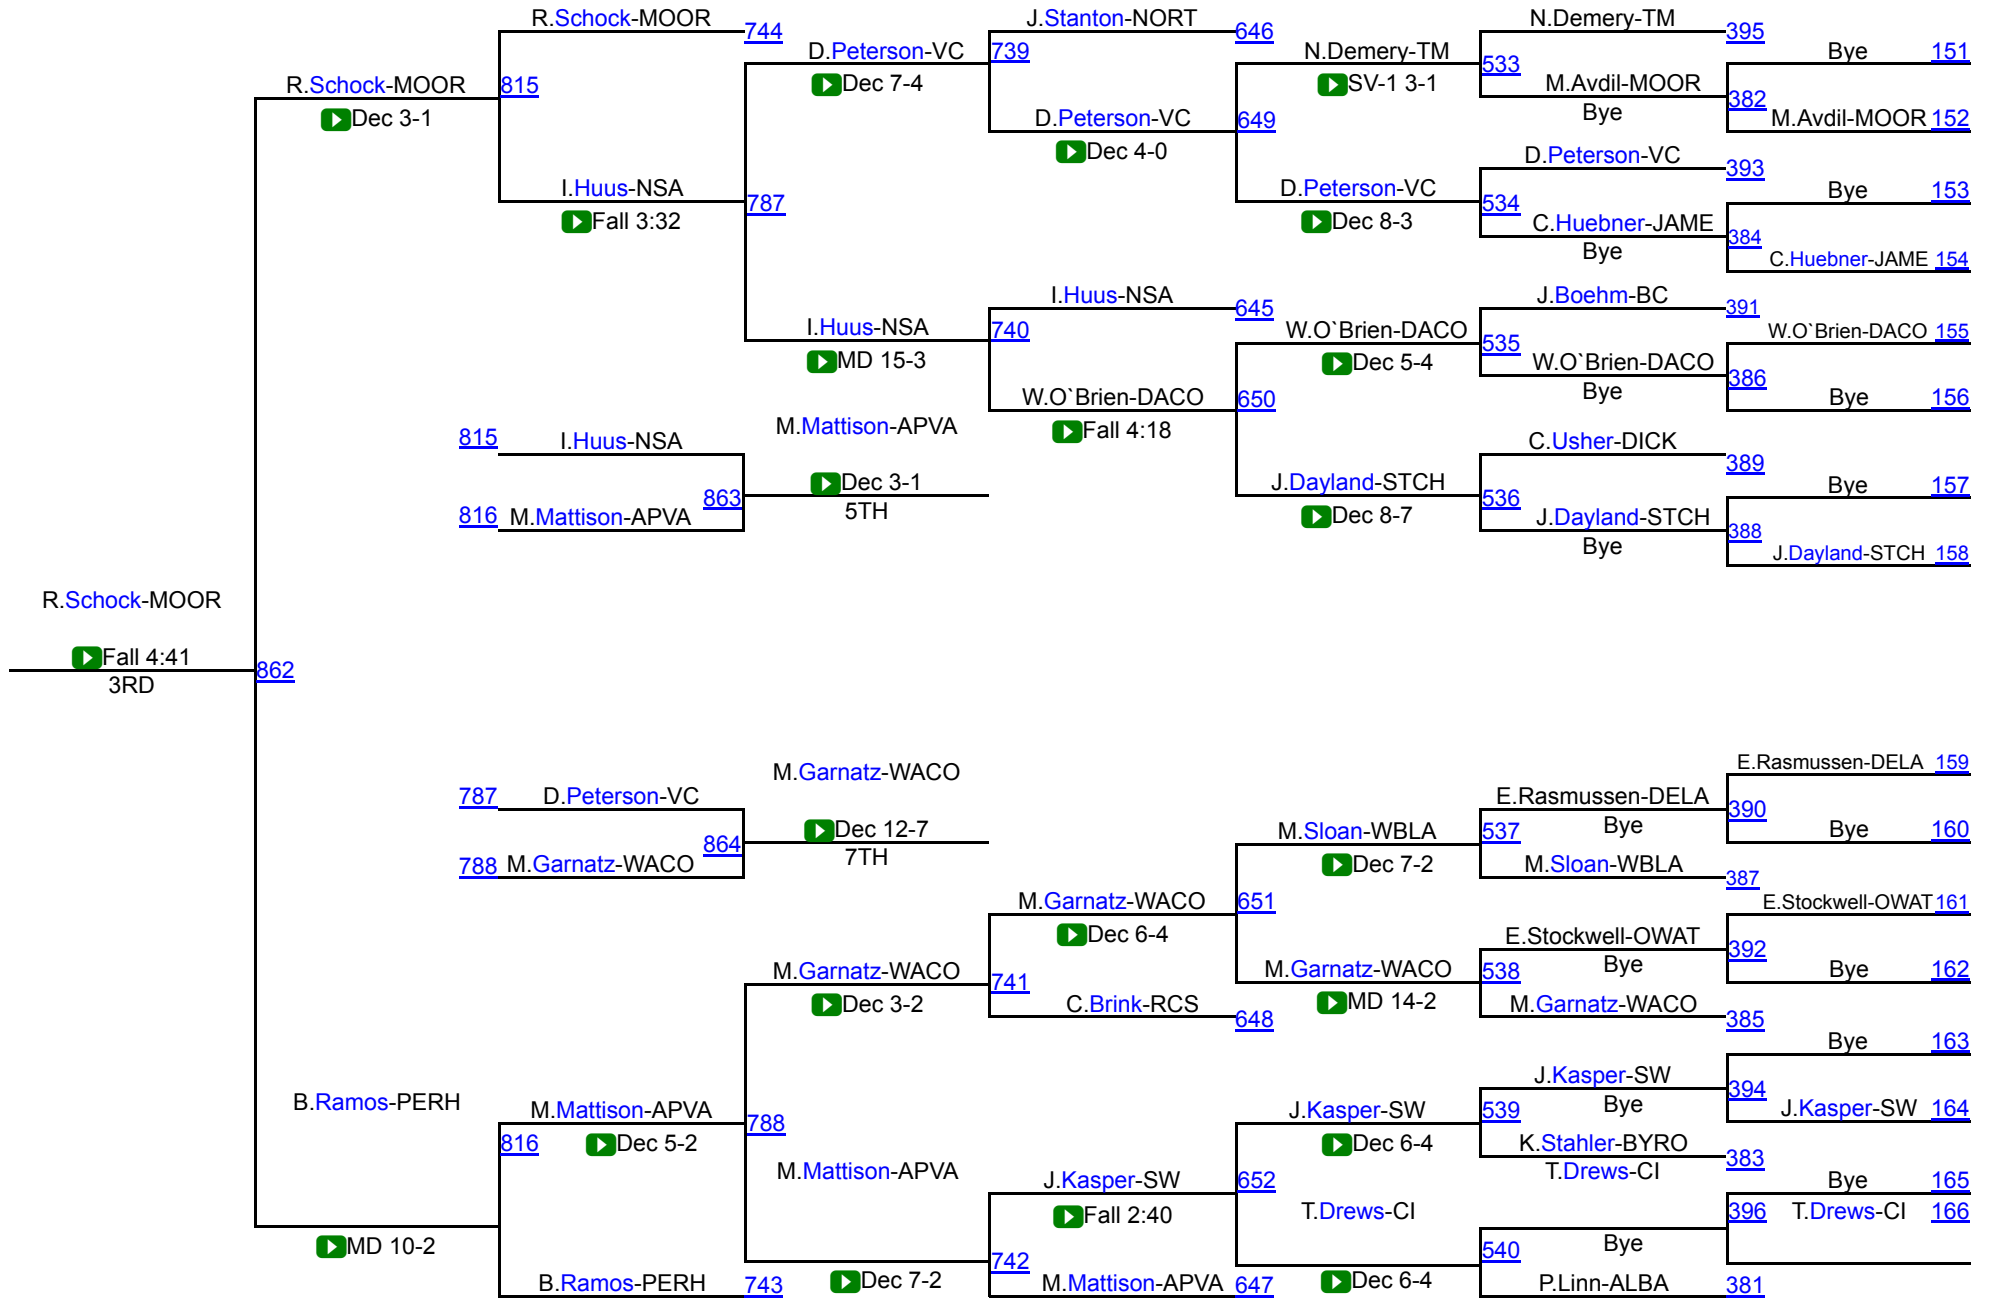 R.Schock-MOOR 744 J.Stanton-NORT 646 N.Demery-TM 395
D.Peterson-VC 739 N.Demery-TM 533 Bye 151
R.Schock-MOOR 815 Dec 7-4 SV-1 3-1 M.Avdil-MOOR 382
Dec 3-1 D.Peterson-VC 649 Bye M.Avdil-MOOR 152
Dec 4-0 D.Peterson-VC 393
I.Huus-NSA 787 D.Peterson-VC 534 Bye 153
Fall 3:32 Dec 8-3 C.Huebner-JAME 384
Bye C.Huebner-JAME 154
I.Huus-NSA 645 J.Boehm-BC 391
I.Huus-NSA 740 W.O`Brien-DACO 535 W.O`Brien-DACO 155
MD 15-3 Dec 5-4 W.O`Brien-DACO 386
W.O`Brien-DACO 650 Bye Bye 156
M.Mattison-APVA Fall 4:18
815 I.Huus-NSA C.Usher-DICK 389
863 Dec 3-1 J.Dayland-STCH 536 Bye 157
816 M.Mattison-APVA 5TH Dec 8-7 J.Dayland-STCH 388
Bye J.Dayland-STCH 158
R.Schock-MOOR
Fall 4:41 862
3RD
M.Garnatz-WACO E.Rasmussen-DELA 159
787 D.Peterson-VC E.Rasmussen-DELA 390
864 Dec 12-7 M.Sloan-WBLA 537 Bye Bye 160
788 M.Garnatz-WACO 7TH Dec 7-2 M.Sloan-WBLA 387
M.Garnatz-WACO 651 E.Stockwell-OWAT 161
Dec 6-4 E.Stockwell-OWAT 392
M.Garnatz-WACO 741 M.Garnatz-WACO 538 Bye Bye 162
Dec 3-2 C.Brink-RCS 648 MD 14-2 M.Garnatz-WACO 385
Bye 163
J.Kasper-SW 394
B.Ramos-PERH M.Mattison-APVA 788 J.Kasper-SW 539 Bye J.Kasper-SW 164
816 Dec 5-2 Dec 6-4 K.Stahler-BYRO 383
M.Mattison-APVA J.Kasper-SW 652 T.Drews-CI Bye 165
Fall 2:40 T.Drews-CI 396 T.Drews-CI 166
MD 10-2 742 540 Bye
B.Ramos-PERH 743 Dec 7-2 M.Mattison-APVA 647 Dec 6-4 P.Linn-ALBA 381